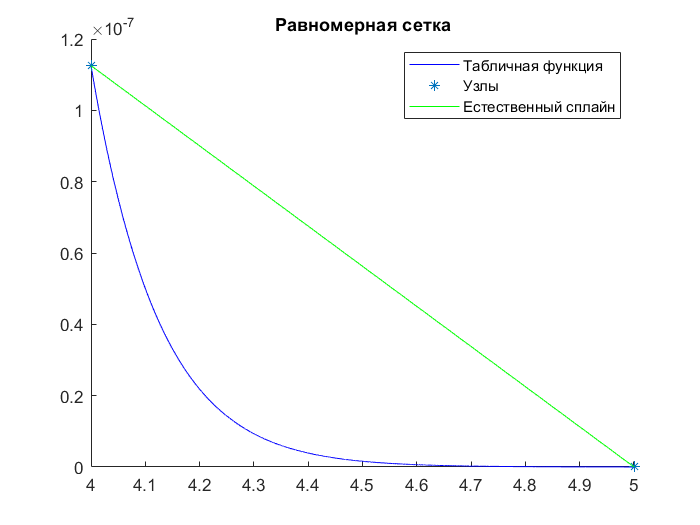 Равномерная сетка
×10⁻⁷
1.2
1
0.8
0.6
0.4
0.2
0
4 4.1 4.2 4.3 4.4 4.5 4.6 4.7 4.8 4.9 5
Табличная функция
Узлы
Естественный сплайн